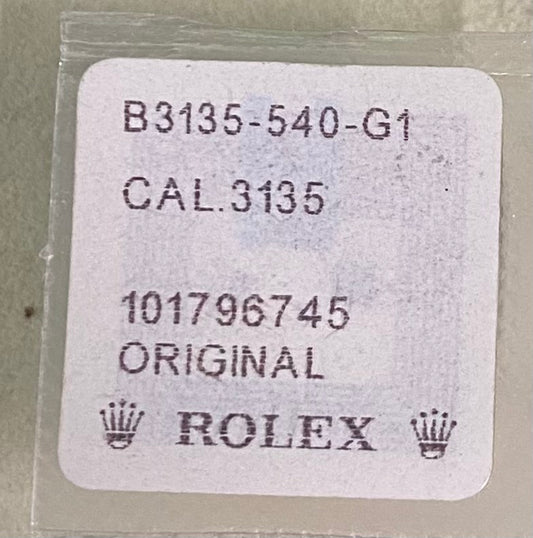 B3135-540-G1
CAL.3135
101796745
ORIGINAL
ROLEX